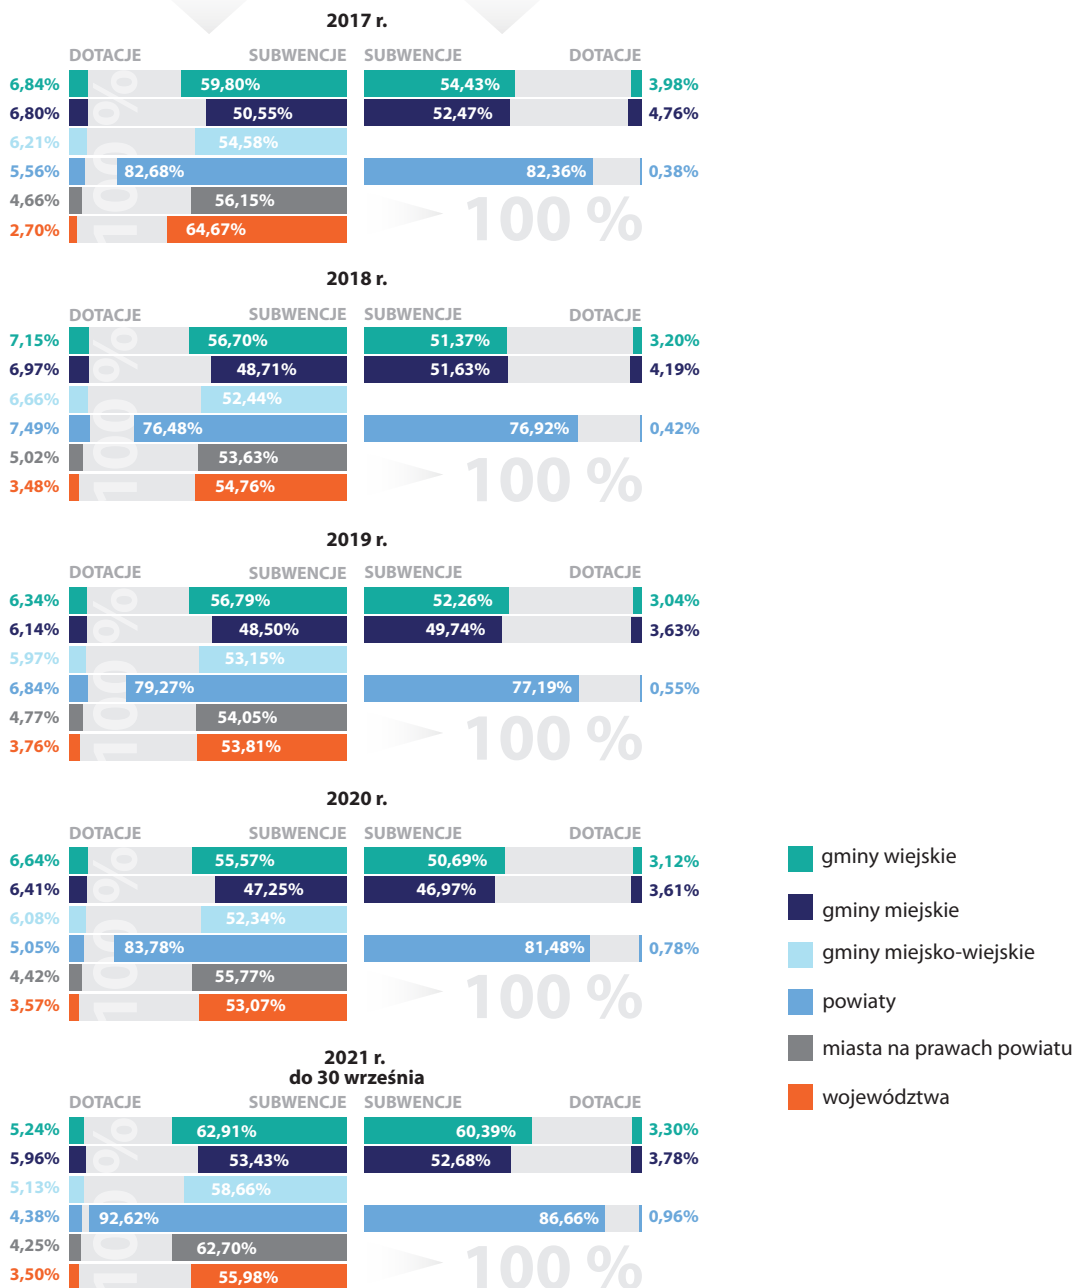 2017 r.
DOTACJE SUBWENCJE SUBWENCJE DOTACJE
6,84% 59,80% 54,43% 3,98%
6,80% 50,55% 52,47% 4,76%
6,21% 54,58%
5,56% 82,68% 82,36% 0,38%
4,66% 56,15%
2,70% 64,67%
100 %
100 %
2018 r.
DOTACJE SUBWENCJE SUBWENCJE DOTACJE
7,15% 56,70% 51,37% 3,20%
6,97% 48,71% 51,63% 4,19%
6,66% 52,44%
7,49% 76,48% 76,92% 0,42%
5,02% 53,63%
3,48% 54,76%
100 %
100 %
2019 r.
DOTACJE SUBWENCJE SUBWENCJE DOTACJE
6,34% 56,79% 52,26% 3,04%
6,14% 48,50% 49,74% 3,63%
5,97% 53,15%
6,84% 79,27% 77,19% 0,55%
4,77% 54,05%
3,76% 53,81%
100 %
100 %
2020 r.
DOTACJE SUBWENCJE SUBWENCJE DOTACJE
6,64% 55,57% 50,69% 3,12%
6,41% 47,25% 46,97% 3,61%
6,08% 52,34%
5,05% 83,78% 81,48% 0,78%
4,42% 55,77%
3,57% 53,07%
100 %
100 %
2021 r.
do 30 września
DOTACJE SUBWENCJE SUBWENCJE DOTACJE
5,24% 62,91% 60,39% 3,30%
5,96% 53,43% 52,68% 3,78%
5,13% 58,66%
4,38% 92,62% 86,66% 0,96%
4,25% 62,70%
3,50% 55,98%
100 %
100 %
gminy wiejskie
gminy miejskie
gminy miejsko-wiejskie
powiaty
miasta na prawach powiatu
województwa